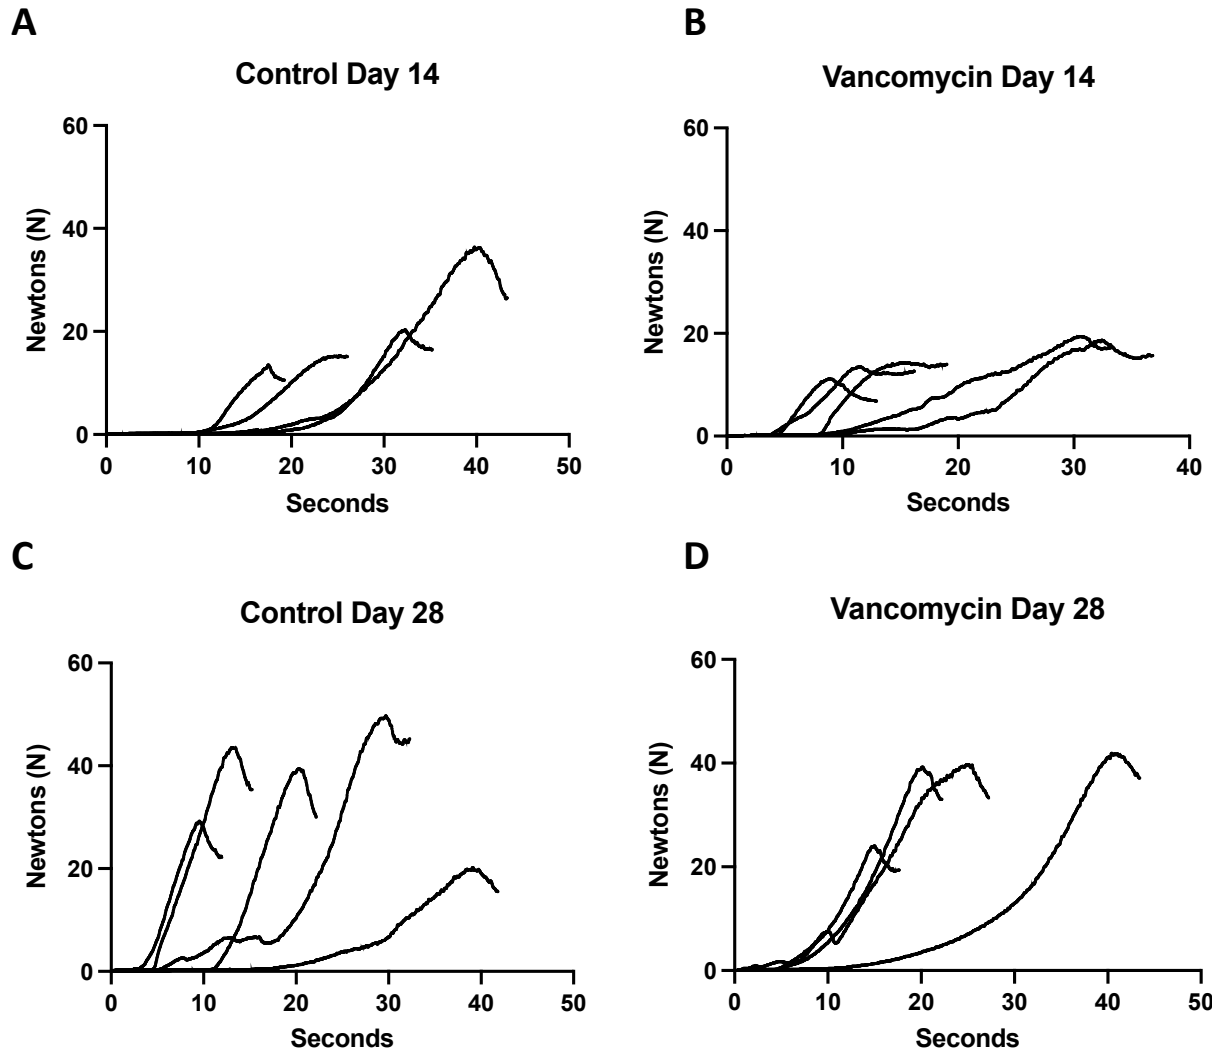 A
Control Day 14
60
40
20
0
Newtons (N)
0 10 20 30 40 50
Seconds
B
Vancomycin Day 14
60
40
20
0
Newtons (N)
0 10 20 30 40
Seconds
C
Control Day 28
60
40
20
0
Newtons (N)
0 10 20 30 40 50
Seconds
D
Vancomycin Day 28
60
40
20
0
Newtons (N)
0 10 20 30 40 50
Seconds